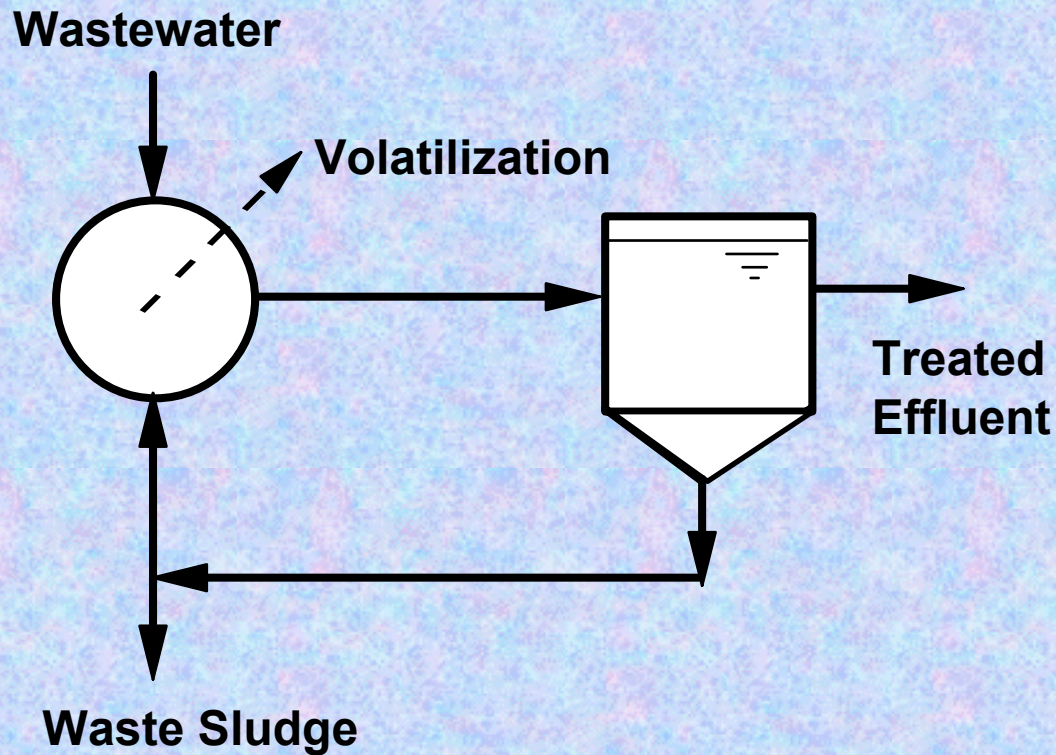 Wastewater
Volatilization
Treated
Effluent
Waste Sludge